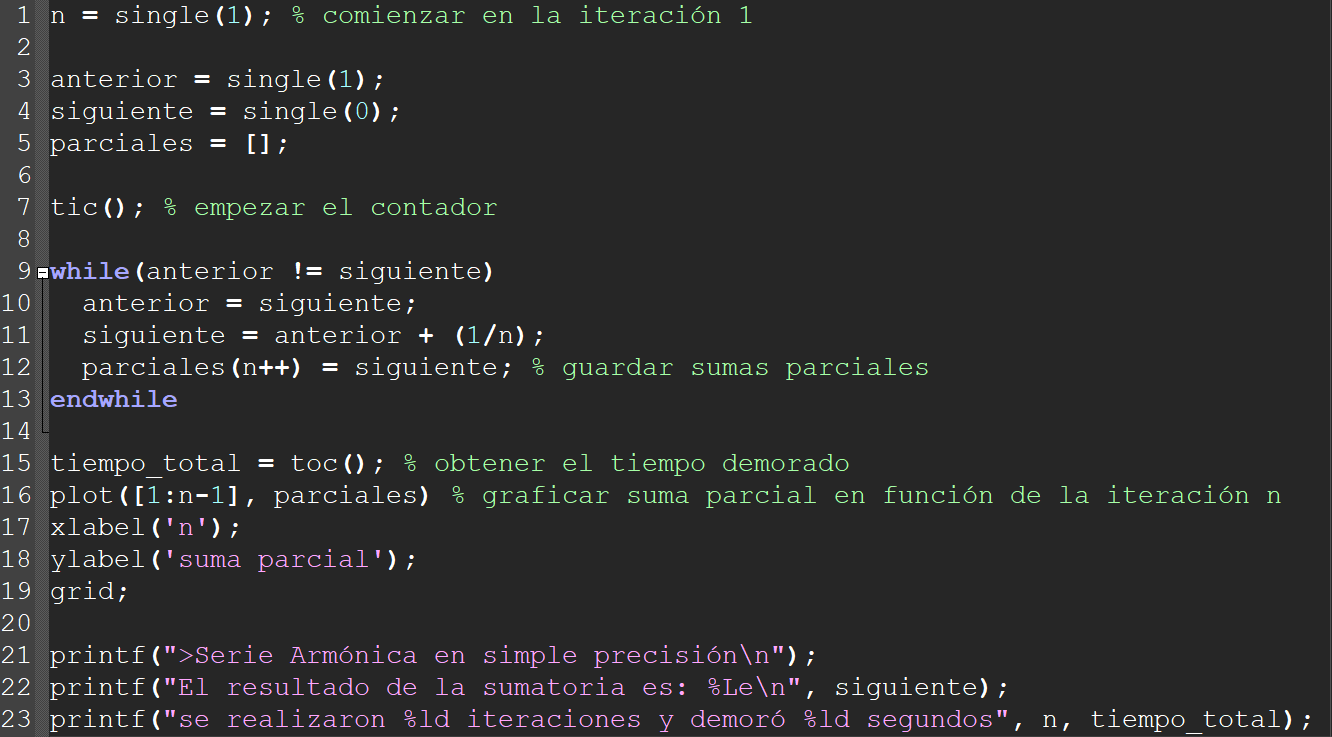 1 n = single(1); % comienzar en la iteración 1
2
3 anterior = single(1);
4 siguiente = single(0);
5 parciales = [];
6
7 tic(); % empezar el contador
8
9 while(anterior != siguiente)
10   anterior = siguiente;
11   siguiente = anterior + (1/n);
12   parciales(n++) = siguiente; % guardar sumas parciales
13 endwhile
14
15 tiempo_total = toc(); % obtener el tiempo demorado
16 plot([1:n-1], parciales) % graficar suma parcial en función de la iteración n
17 xlabel('n');
18 ylabel('suma parcial');
19 grid;
20
21 printf(">Serie Armónica en simple precisión\n");
22 printf("El resultado de la sumatoria es: %Le\n", siguiente);
23 printf("se realizaron %ld iteraciones y demoró %ld segundos", n, tiempo_total);